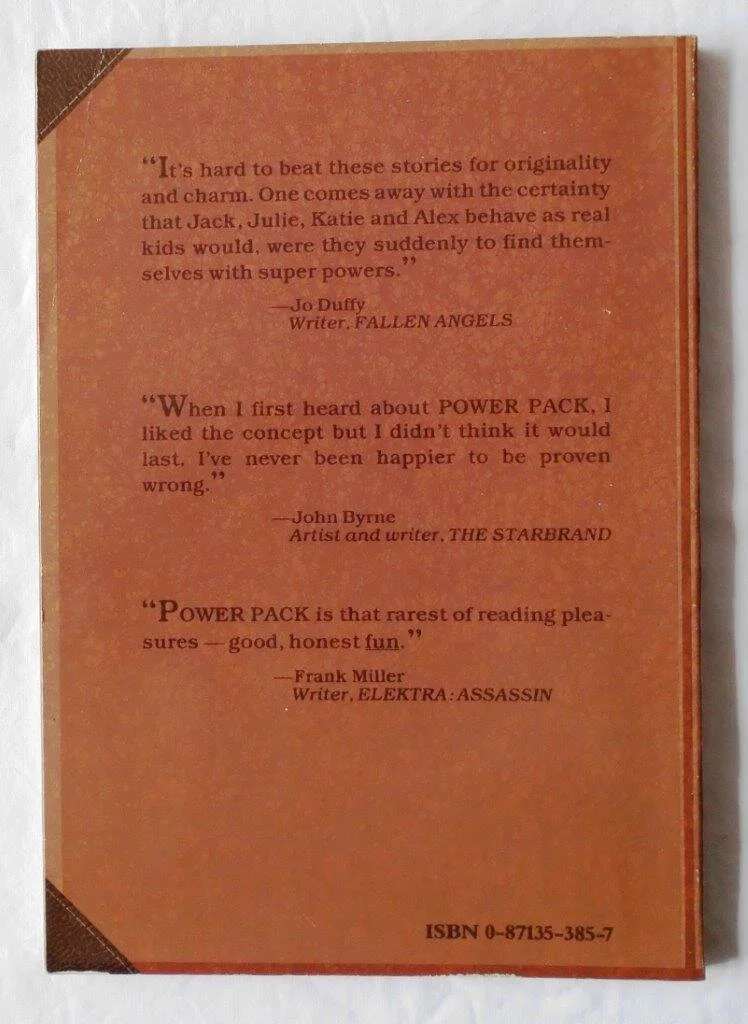 “It's hard to beat these stories for originality
and charm. One comes away with the certainty
that Jack, Julie, Katie and Alex behave as real
kids would, were they suddenly to find them-
selves with super powers.”
—Jo Duffy
Writer, FALLEN ANGELS
“When I first heard about POWER PACK, I
liked the concept but I didn't think it would
last. I've never been happier to be proven
wrong.”
—John Byrne
Artist and writer, THE STARBRAND
“POWER PACK is that rarest of reading plea-
sures — good, honest fun.”
—Frank Miller
Writer, ELEKTRA: ASSASSIN
ISBN 0-87135-385-7